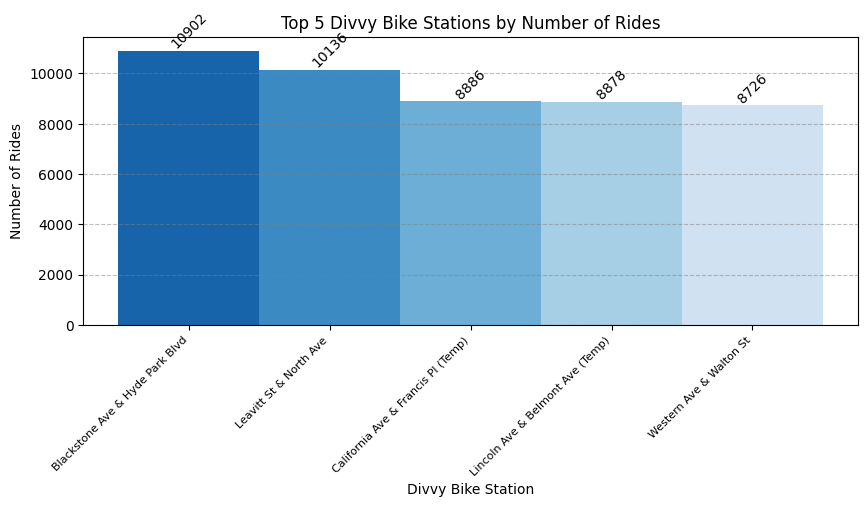 Top 5 Divvy Bike Stations by Number of Rides
Number of Rides
10000
8000
6000
4000
2000
0
10902
10136
8886
8878
8726
Blackstone Ave & Hyde Park Blvd
Leavitt St & North Ave
California Ave & Francis Pl (Temp)
Lincoln Ave & Belmont Ave (Temp)
Western Ave & Walton St
Divvy Bike Station